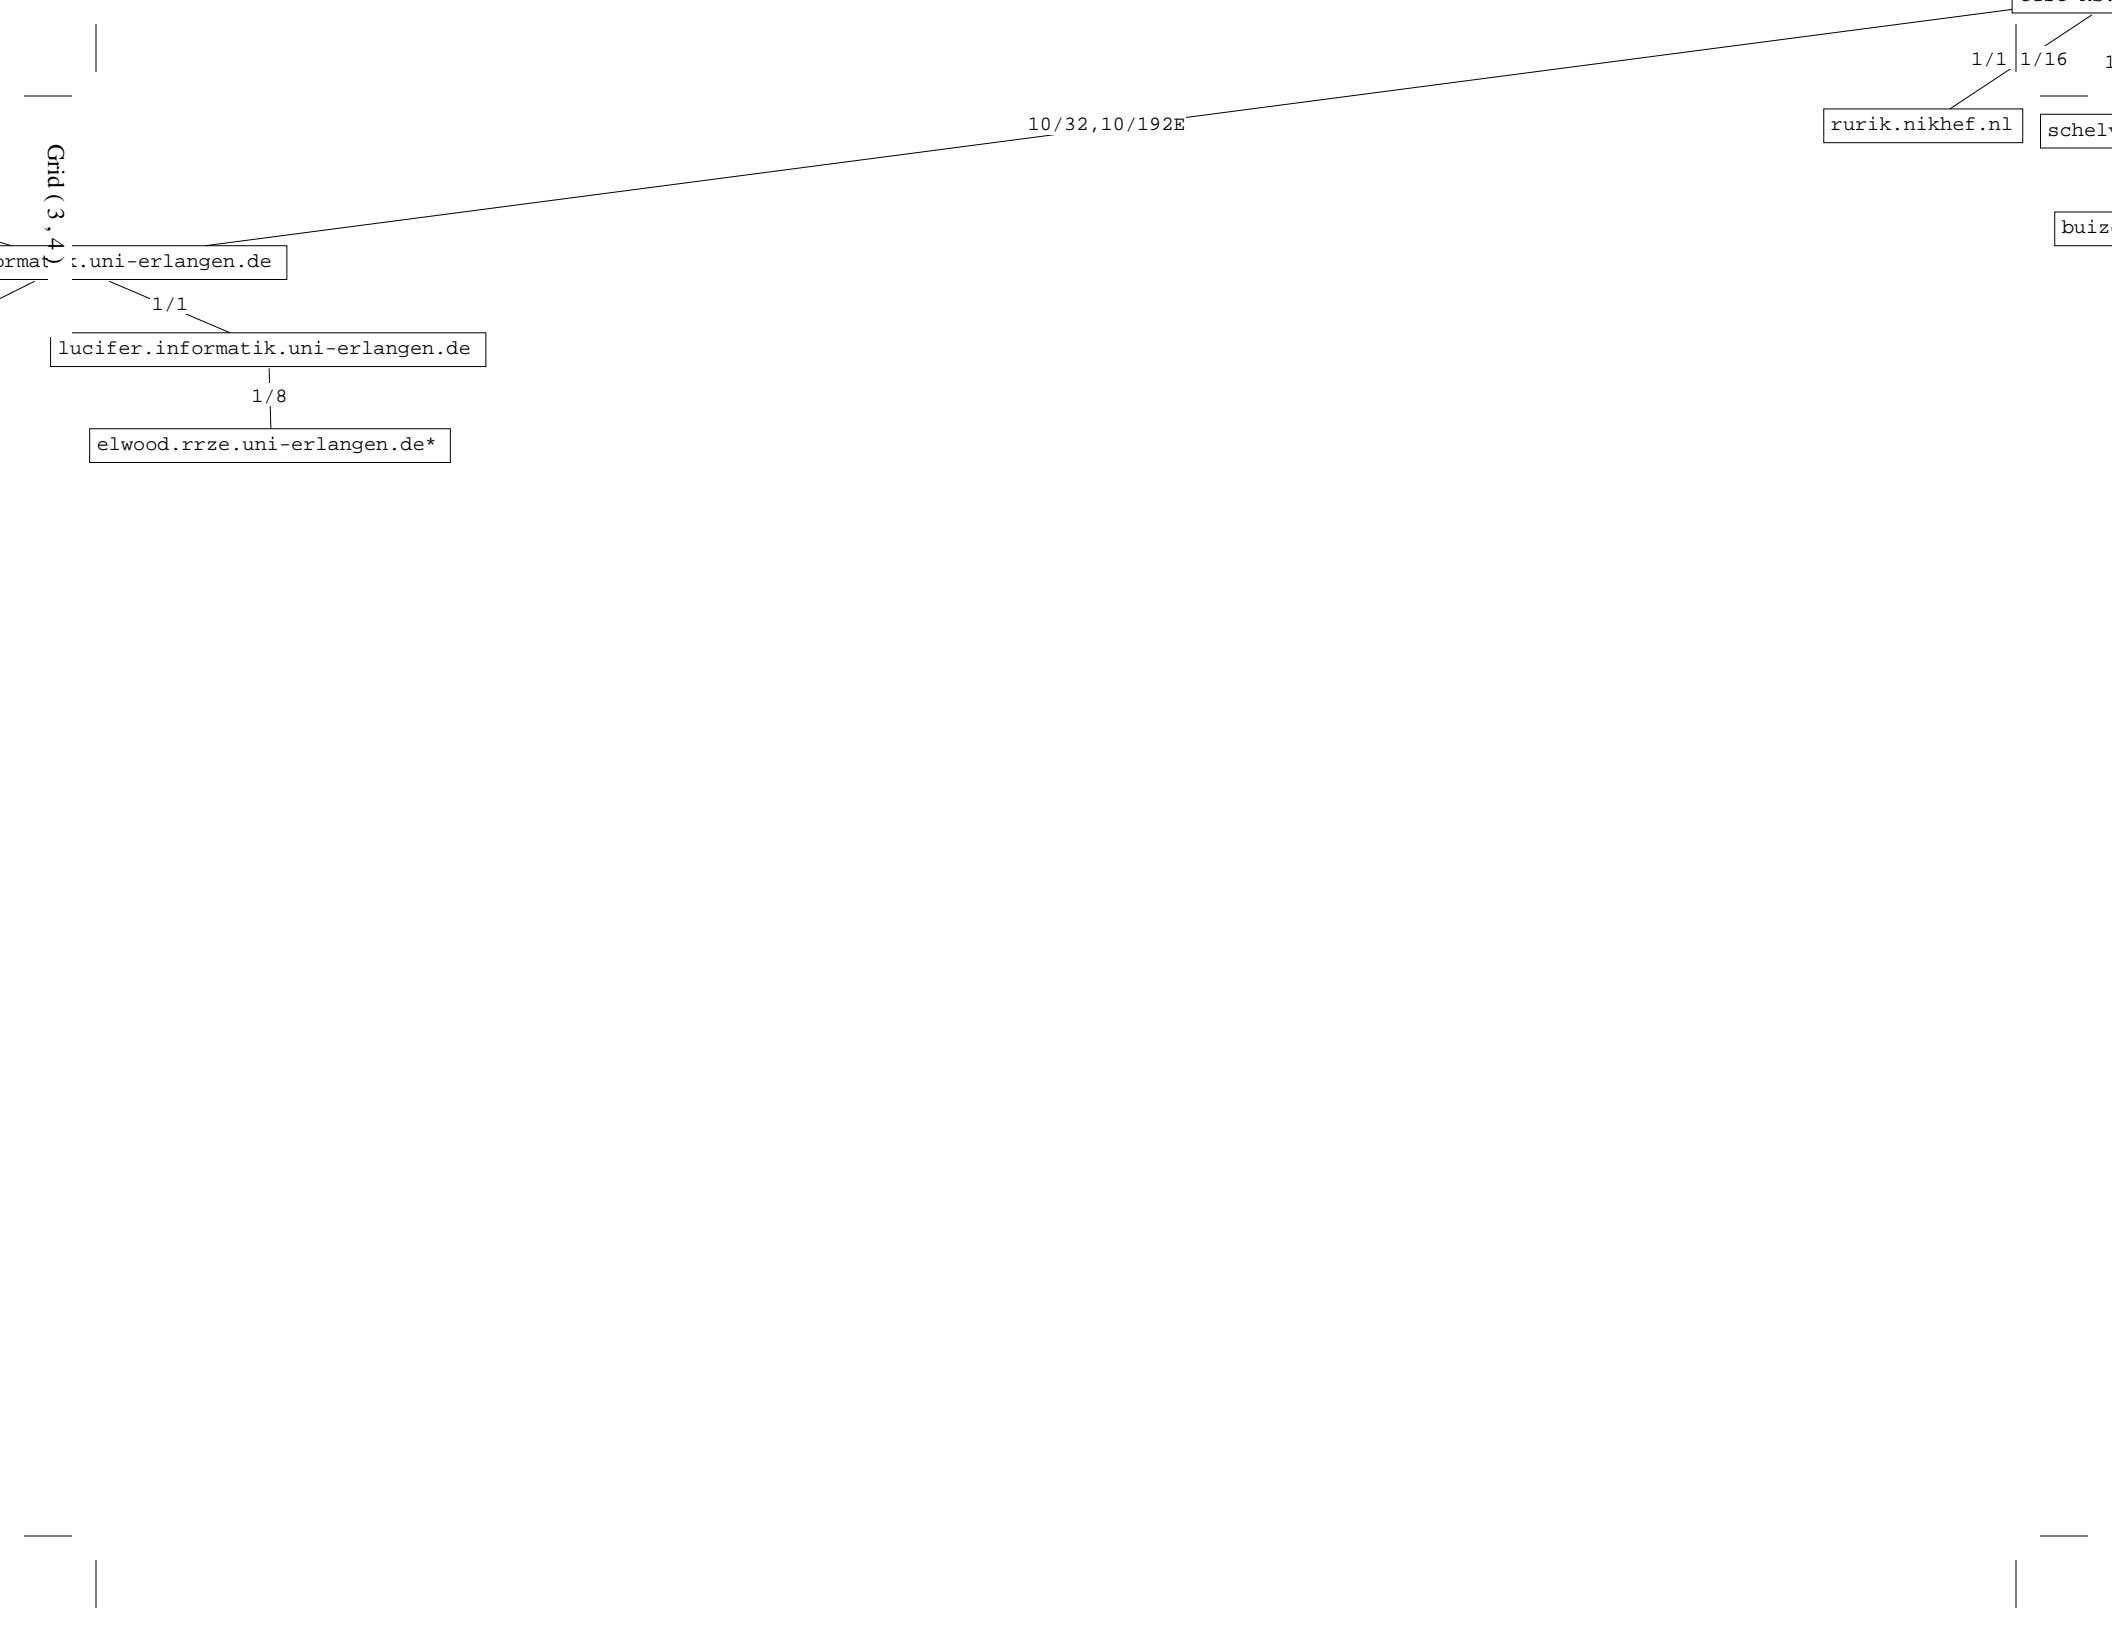 1/1 1/16
10/32,10/192E
rurik.nikhef.nl
Grid ( 3 , 4 )
.uni-erlangen.de
1/1
lucifer.informatik.uni-erlangen.de
1/8
elwood.rrze.uni-erlangen.de*